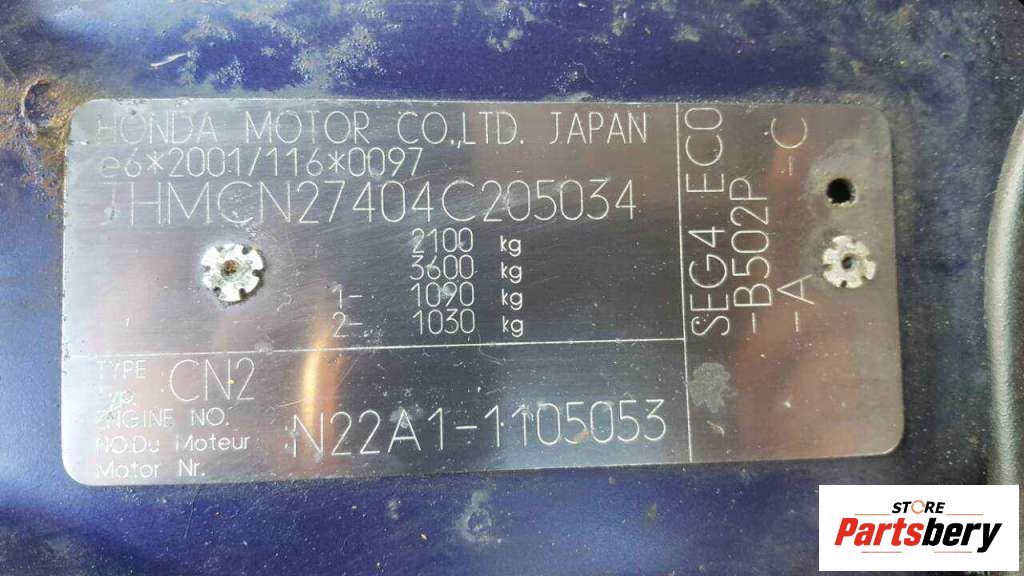 HONDA MOTOR CO.,LTD. JAPAN
e6*2001/116*0097
JHMCN27404C205034
2100 kg
3600 kg
1- 1090 kg
2- 1030 kg
TYPE
Typ. CN2
ENGINE NO.
NO.Du Moteur N22A1-1105053
Motor Nr.
SEG4 ECO
-B502P -C
-A
STORE
Partsbery